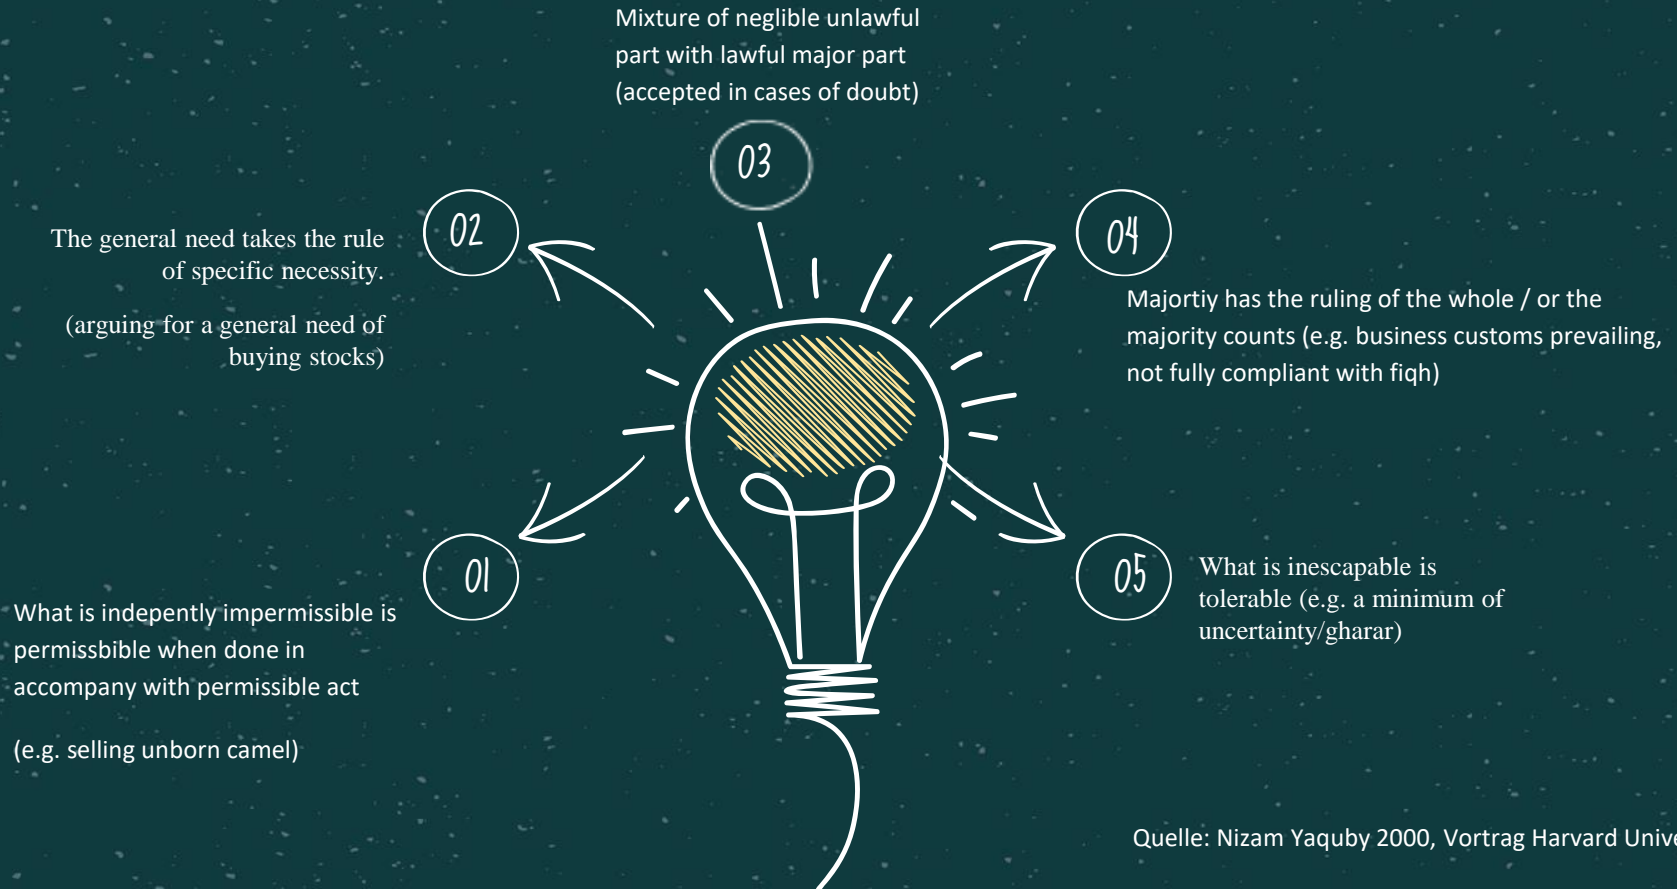 Mixture of neglible unlawful
part with lawful major part
(accepted in cases of doubt)
03
02
The general need takes the rule
of specific necessity.
(arguing for a general need of
buying stocks)
04
Majortiy has the ruling of the whole / or the
majority counts (e.g. business customs prevailing,
not fully compliant with fiqh)
01
What is indepently impermissible is
permissbible when done in
accompany with permissible act
(e.g. selling unborn camel)
05
What is inescapable is
tolerable (e.g. a minimum of
uncertainty/gharar)
Quelle: Nizam Yaquby 2000, Vortrag Harvard